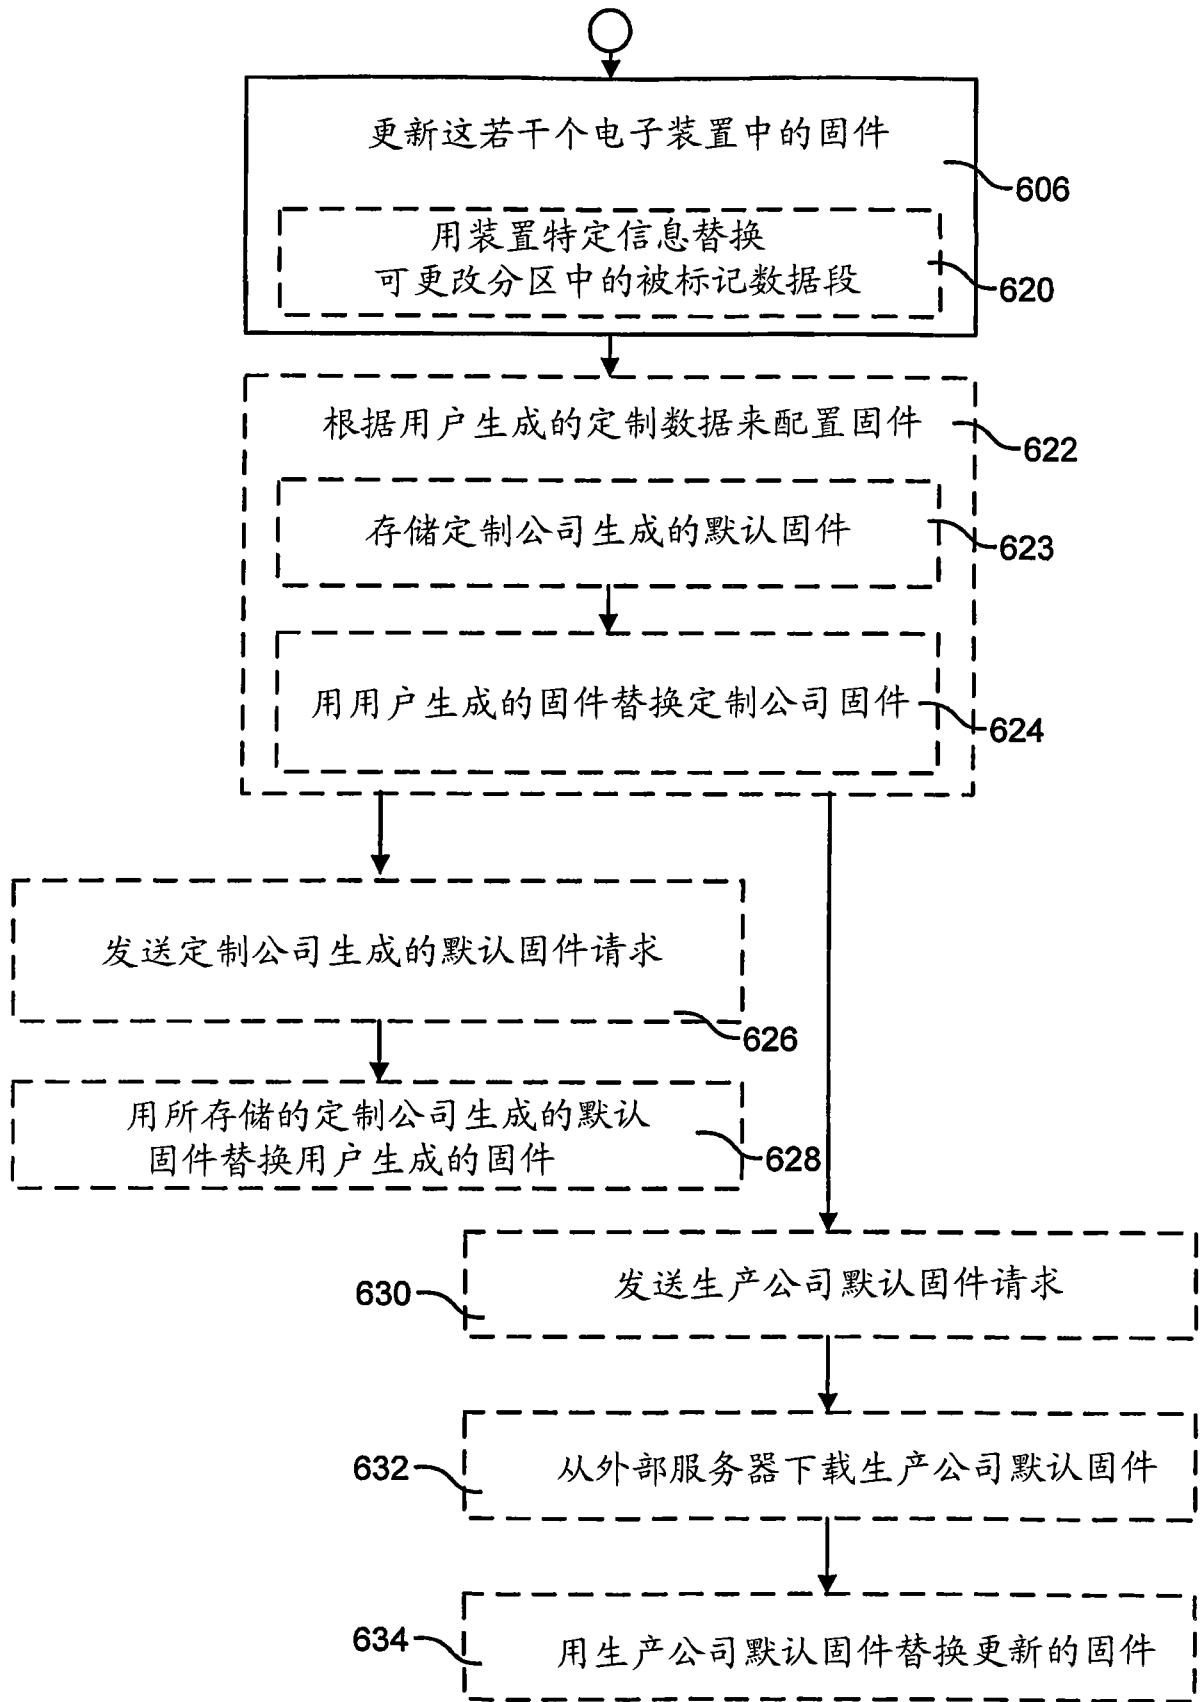 更新这若干个电子装置中的固件
606
用装置特定信息替换
可更改分区中的被标记数据段
620
根据用户生成的定制数据来配置固件
622
存储定制公司生成的默认固件
623
用用户生成的固件替换定制公司固件
624
发送定制公司生成的默认固件请求
626
用所存储的定制公司生成的默认
固件替换用户生成的固件
628
发送生产公司默认固件请求
630
从外部服务器下载生产公司默认固件
632
用生产公司默认固件替换更新的固件
634